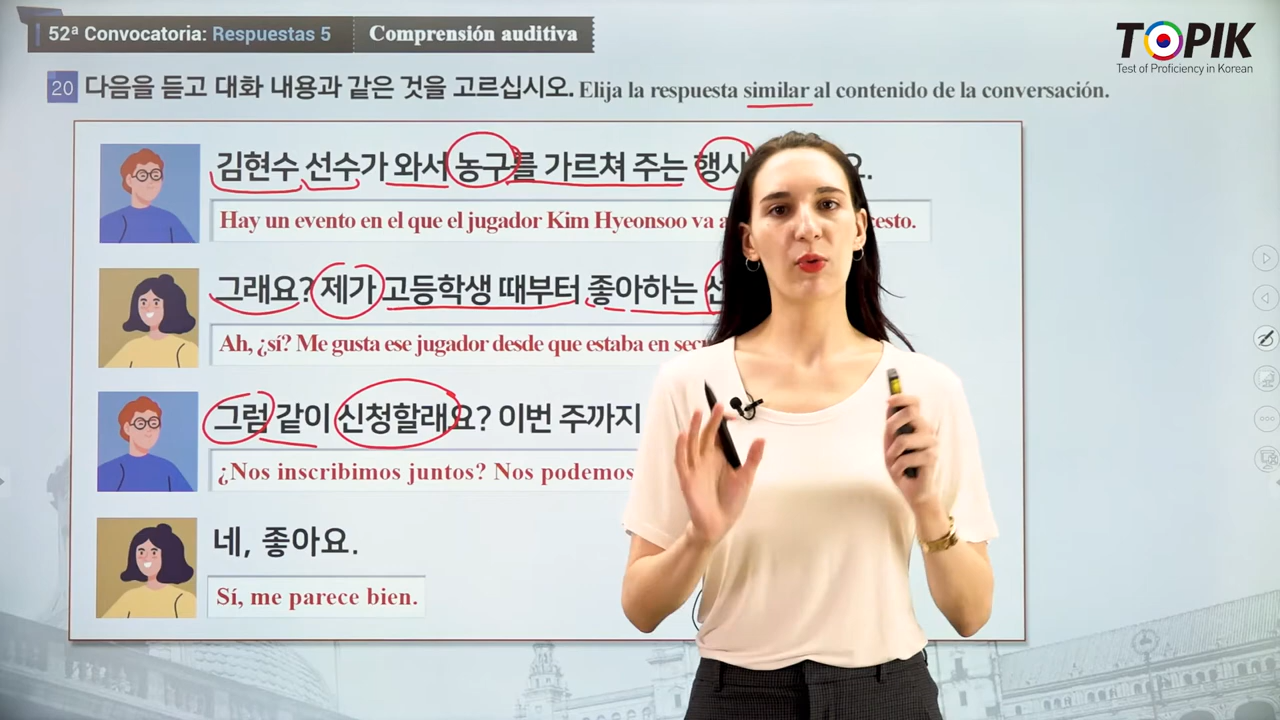 52ª Convocatoria: Respuestas 5 Comprensión auditiva
TOPIK
Test of Proficiency in Korean
20 다음을 듣고 대화 내용과 같은 것을 고르십시오. Elija la respuesta similar al contenido de la conversación.
김현수 선수가 와서 농구를 가르쳐 주는 요.
Hay un evento en el que el jugador Kim Hyeonsoo va a
그래요? 제가 고등학생 때부터 좋아하는
Ah, ¿sí? Me gusta ese jugador desde que estaba en
그럼 같이 신청할래요? 이번 주까지
¿Nos inscribimos juntos? Nos podemos
네, 좋아요.
Sí, me parece bien.